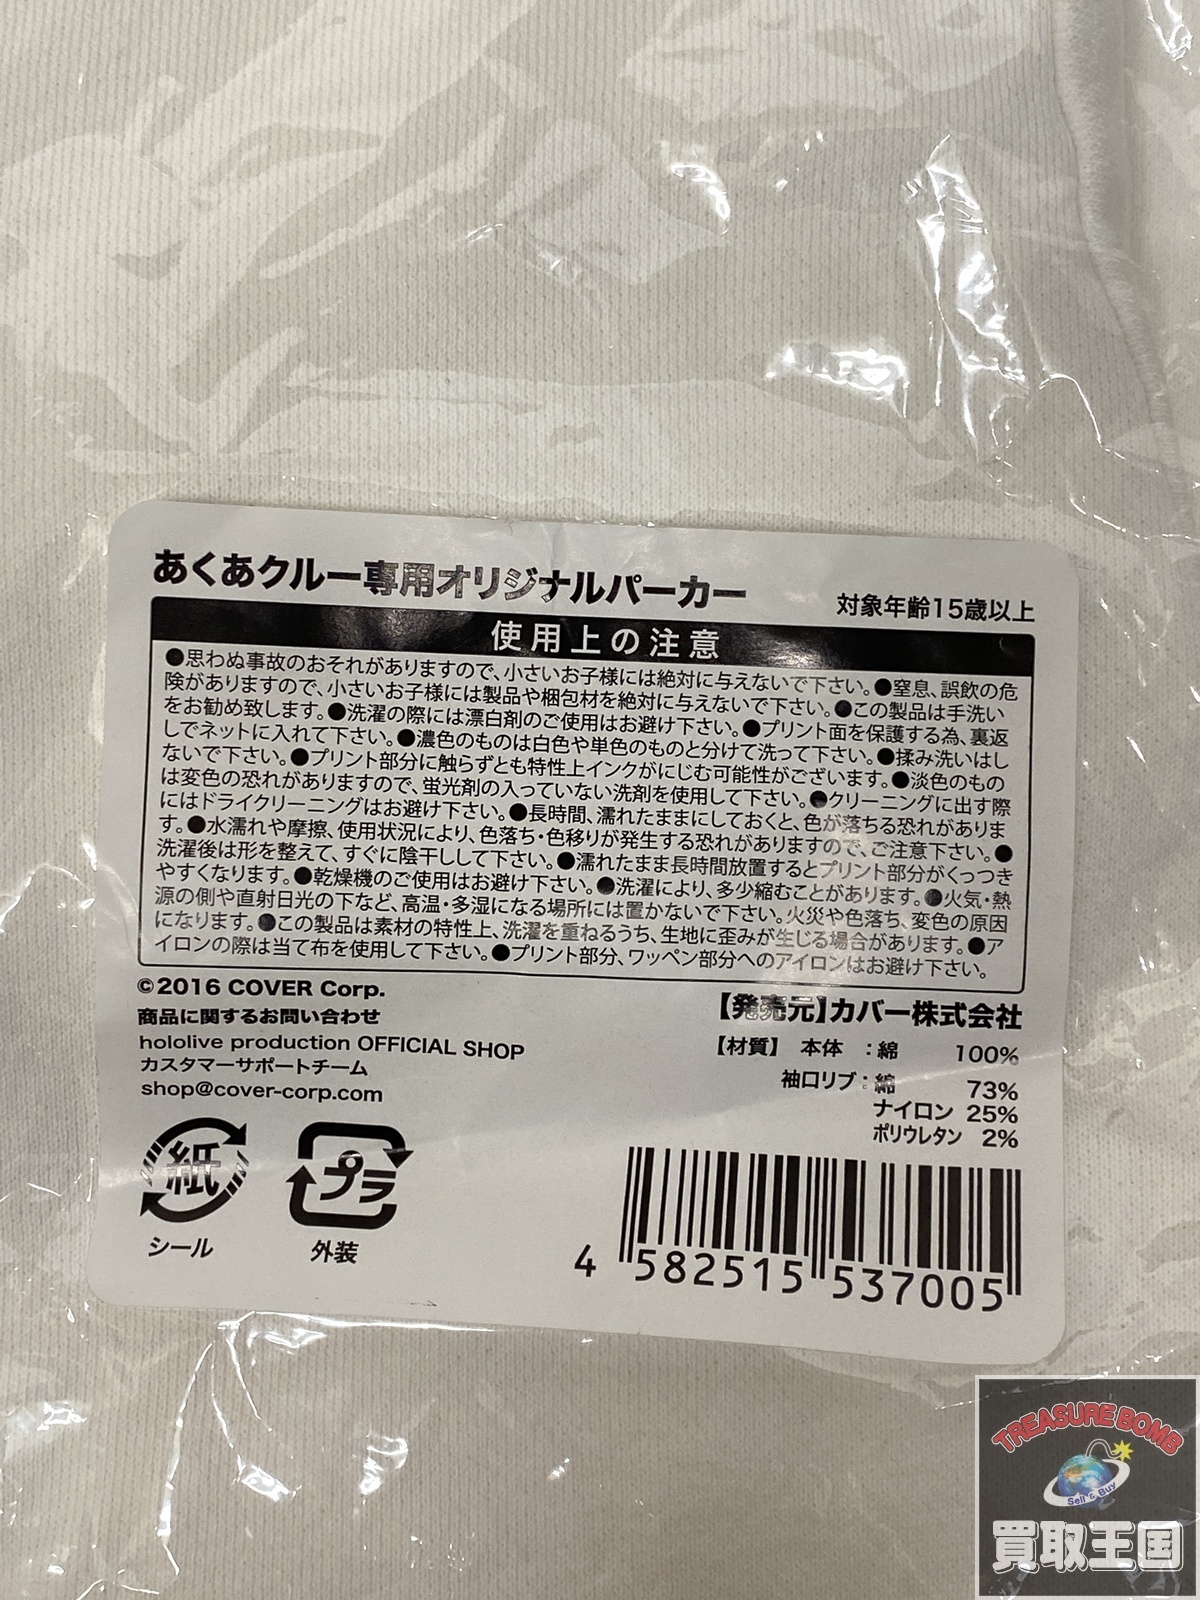 あくあクルー専用オリジナルパーカー
対象年齢15歳以上
使用上の注意
●思わぬ事故のおそれがありますので、小さいお子様には絶対に与えないで下さい。●窒息、誤飲の危
険がありますので、小さいお子様には製品や梱包材を絶対に与えないで下さい。●この製品は手洗い
をお勧め致します。●洗濯の際には漂白剤のご使用はお避け下さい。●プリント面を保護する為、裏返
しでネットに入れて下さい。●濃色のものは白色や単色のものと分けて洗って下さい。●揉み洗いはし
ないで下さい。●プリント部分に触らずとも特性上インクがにじむ可能性がございます。●淡色のもの
は変色の恐れがありますので、蛍光剤の入っていない洗剤を使用して下さい。●クリーニングに出す際
にはドライクリーニングはお避け下さい。●長時間、濡れたままにしておくと、色が落ちる恐れがありま
す。●水濡れや摩擦、使用状況により、色落ち・色移りが発生する恐れがありますので、ご注意下さい。●
洗濯後は形を整えて、すぐに陰干しして下さい。●濡れたまま長時間放置するとプリント部分がくっつき
やすくなります。●乾燥機のご使用はお避け下さい。●洗濯により、多少縮むことがあります。●火気・熱
源の側や直射日光の下など、高温・多湿になる場所には置かないで下さい。火災や色落ち、変色の原因
になります。●この製品は素材の特性上、洗濯を重ねるうち、生地に歪みが生じる場合があります。●ア
イロンの際は当て布を使用して下さい。●プリント部分、ワッペン部分へのアイロンはお避け下さい。
©2016 COVER Corp.
商品に関するお問い合わせ
hololive production OFFICIAL SHOP
カスタマーサポートチーム
shop@cover-corp.com
【発売元】カバー株式会社
【材質】 本体 :綿 100%
袖口リブ:綿 73%
ナイロン 25%
ポリウレタン 2%
紙
シール
プラ
外装
4 582515 537005
TREASURE BOMB
Sell & Buy
買取王国